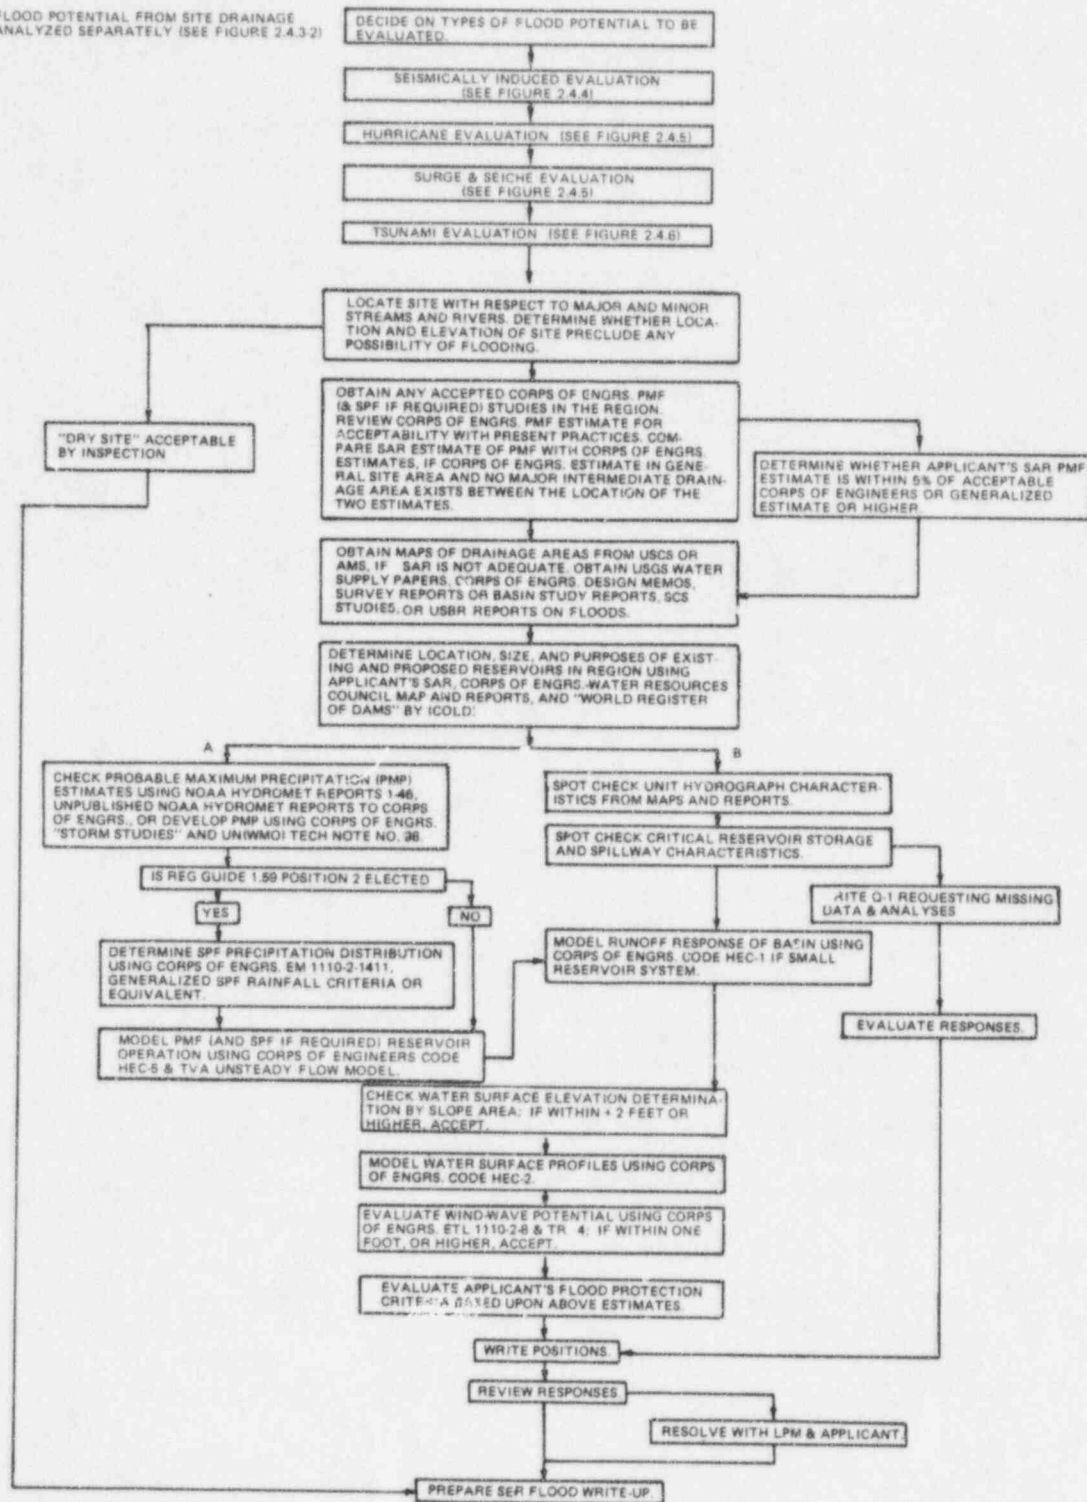 FLOOD POTENTIAL FROM SITE DRAINAGE
ANALYZED SEPARATELY (SEE FIGURE 2.4.3-2)
DECIDE ON TYPES OF FLOOD POTENTIAL TO BE
EVALUATED.
SEISMICALLY INDUCED EVALUATION
(SEE FIGURE 2.4.4)
HURRICANE EVALUATION (SEE FIGURE 2.4.5)
SURGE & SEICHE EVALUATION
(SEE FIGURE 2.4.5)
TSUNAMI EVALUATION (SEE FIGURE 2.4.6)
LOCATE SITE WITH RESPECT TO MAJOR AND MINOR
STREAMS AND RIVERS. DETERMINE WHETHER LOCA-
TION AND ELEVATION OF SITE PRECLUDE ANY
POSSIBILITY OF FLOODING.
"DRY SITE" ACCEPTABLE
BY INSPECTION
OBTAIN ANY ACCEPTED CORPS OF ENGRS. PMF
(& SPF IF REQUIRED) STUDIES IN THE REGION.
REVIEW CORPS OF ENGRS. PMF ESTIMATE FOR
ACCEPTABILITY WITH PRESENT PRACTICES. COM-
PARE SAR ESTIMATE OF PMF WITH CORPS OF ENGRS.
ESTIMATES, IF CORPS OF ENGRS. ESTIMATE IN GENE-
RAL SITE AREA AND NO MAJOR INTERMEDIATE DRAIN-
AGE AREA EXISTS BETWEEN THE LOCATION OF THE
TWO ESTIMATES.
DETERMINE WHETHER APPLICANT'S SAR PMF
ESTIMATE IS WITHIN 5% OF ACCEPTABLE
CORPS OF ENGINEERS OR GENERALIZED
ESTIMATE OR HIGHER.
OBTAIN MAPS OF DRAINAGE AREAS FROM USCS OR
AMS, IF SAR IS NOT ADEQUATE. OBTAIN USGS WATER
SUPPLY PAPERS, CORPS OF ENGRS. DESIGN MEMOS,
SURVEY REPORTS OR BASIN STUDY REPORTS, SCS
STUDIES, OR USBR REPORTS ON FLOODS.
DETERMINE LOCATION, SIZE, AND PURPOSES OF EXIST-
ING AND PROPOSED RESERVOIRS IN REGION USING
APPLICANT'S SAR, CORPS OF ENGRS.-WATER RESOURCES
COUNCIL MAP AND REPORTS, AND "WORLD REGISTER
OF DAMS" BY ICOLD.
A
B
CHECK PROBABLE MAXIMUM PRECIPITATION (PMP)
ESTIMATES USING NOAA HYDROMET REPORTS 1-46,
UNPUBLISHED NOAA HYDROMET REPORTS TO CORPS
OF ENGRS., OR DEVELOP PMP USING CORPS OF ENGRS.
"STORM STUDIES" AND UN(WMO) TECH NOTE NO. 98.
SPOT CHECK UNIT HYDROGRAPH CHARACTER-
ISTICS FROM MAPS AND REPORTS.
SPOT CHECK CRITICAL RESERVOIR STORAGE
AND SPILLWAY CHARACTERISTICS.
IS REG GUIDE 1.59 POSITION 2 ELECTED
YES
NO
RITE Q-1 REQUESTING MISSING
DATA & ANALYSES
DETERMINE SPF PRECIPITATION DISTRIBUTION
USING CORPS OF ENGRS. EM 1110-2-1411,
GENERALIZED SPF RAINFALL CRITERIA OR
EQUIVALENT.
MODEL RUNOFF RESPONSE OF BASIN USING
CORPS OF ENGRS. CODE HEC-1 IF SMALL
RESERVOIR SYSTEM.
EVALUATE RESPONSES.
MODEL PMF (AND SPF IF REQUIRED) RESERVOIR
OPERATION USING CORPS OF ENGINEERS CODE
HEC-5 & TVA UNSTEADY FLOW MODEL.
CHECK WATER SURFACE ELEVATION DETERMINA-
TION BY SLOPE AREA; IF WITHIN + 2 FEET OR
HIGHER, ACCEPT.
MODEL WATER SURFACE PROFILES USING CORPS
OF ENGRS. CODE HEC-2.
EVALUATE WIND-WAVE POTENTIAL USING CORPS
OF ENGRS. ETL 1110-2-8 & TR 4; IF WITHIN ONE
FOOT, OR HIGHER, ACCEPT.
EVALUATE APPLICANT'S FLOOD PROTECTION
CRITERIA BASED UPON ABOVE ESTIMATES.
WRITE POSITIONS.
REVIEW RESPONSES.
RESOLVE WITH LPM & APPLICANT.
PREPARE SER FLOOD WRITE-UP.